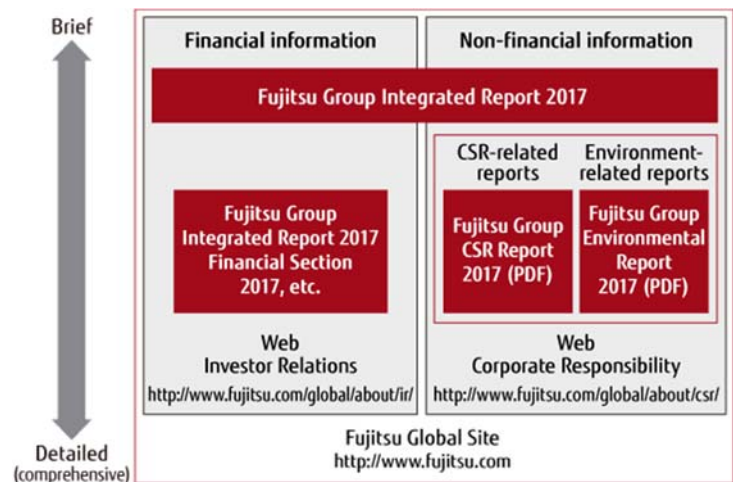 Brief
Financial information
Non-financial information
Fujitsu Group Integrated Report 2017
CSR-related
reports
Environment-
related reports
Fujitsu Group
Integrated Report 2017
Financial Section
2017, etc.
Fujitsu Group
CSR Report
2017 (PDF)
Fujitsu Group
Environmental
Report
2017 (PDF)
Web
Investor Relations
http://www.fujitsu.com/global/about/ir/
Web
Corporate Responsibility
http://www.fujitsu.com/global/about/csr/
Detailed
(comprehensive)
Fujitsu Global Site
http://www.fujitsu.com